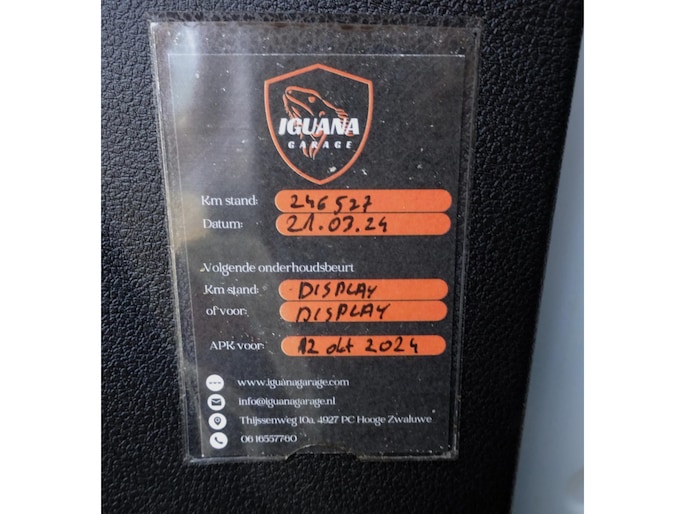 IGUANA
GARAGE
Km stand: 246527
Datum: 21.03.24
Volgende onderhoudsbeurt
Km stand: DISPLAY
of voor: DISPLAY
APK voor: 12 okt 2024
www.iguanagarage.com
info@iguanagarage.nl
Thijssenweg 10a. 4927 PC Hooge Zwaluwe
06 16557760